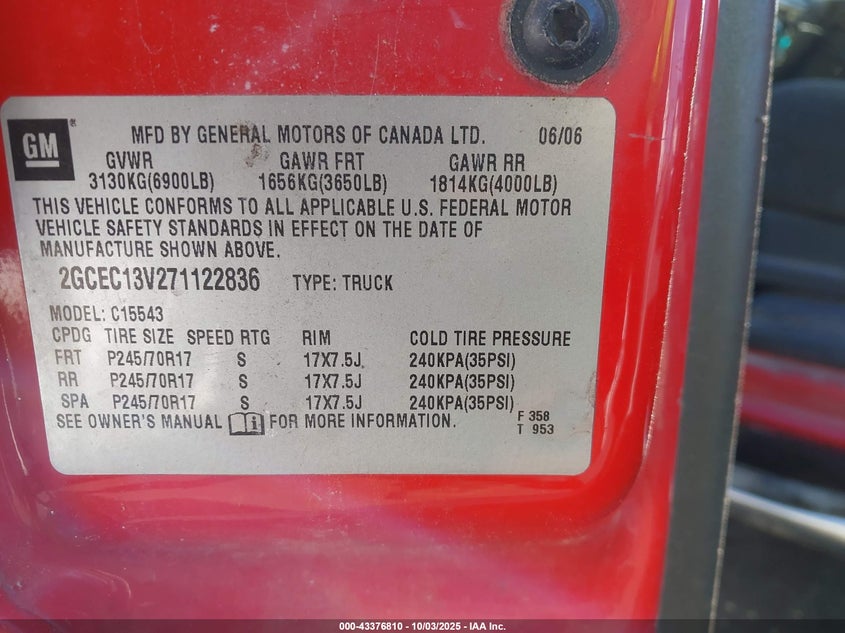 GM® MFD BY GENERAL MOTORS OF CANADA LTD. 06/06
GVWR GAWR FRT GAWR RR
3130KG(6900LB) 1656KG(3650LB) 1814KG(4000LB)
THIS VEHICLE CONFORMS TO ALL APPLICABLE U.S. FEDERAL MOTOR
VEHICLE SAFETY STANDARDS IN EFFECT ON THE DATE OF
MANUFACTURE SHOWN ABOVE.
2GCEC13V271122836 TYPE: TRUCK
MODEL: C15543
CPDG TIRE SIZE SPEED RTG RIM COLD TIRE PRESSURE
FRT P245/70R17 S 17X7.5J 240KPA(35PSI)
RR P245/70R17 S 17X7.5J 240KPA(35PSI)
SPA P245/70R17 S 17X7.5J 240KPA(35PSI)
SEE OWNER'S MANUAL i FOR MORE INFORMATION.
F 358
T 953
000-43376810 - 10/03/2025 - IAA Inc.